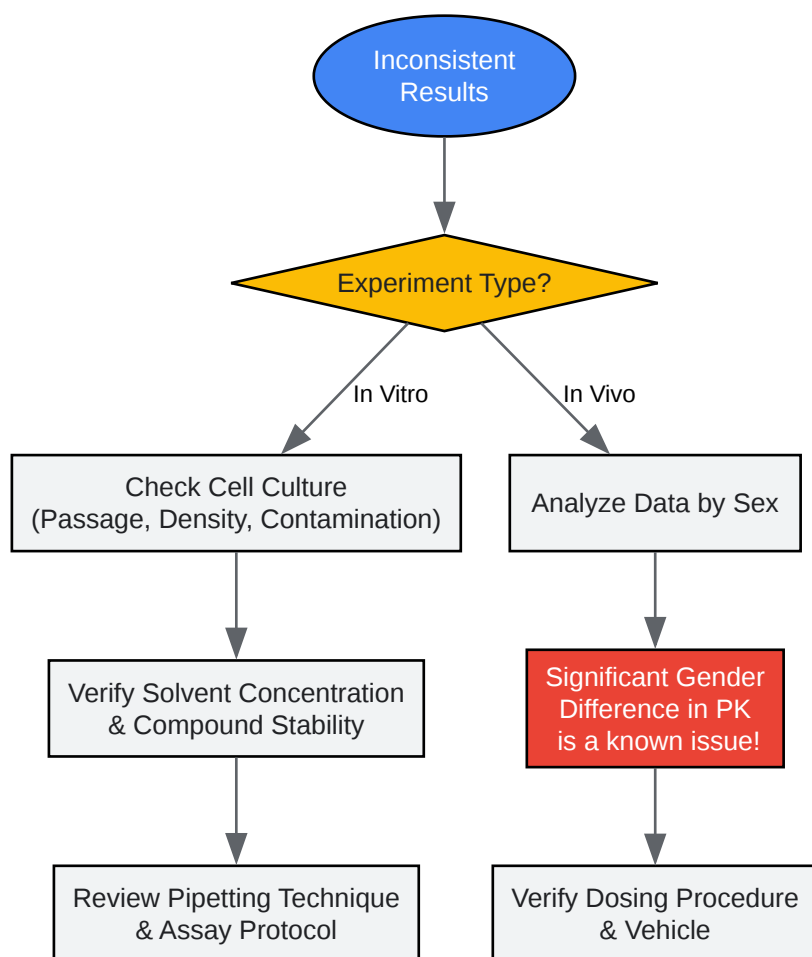 Inconsistent
Results
Experiment Type?
In Vitro
In Vivo
Check Cell Culture
(Passage, Density, Contamination)
Analyze Data by Sex
Verify Solvent Concentration
& Compound Stability
Significant Gender
Difference in PK
is a known issue!
Review Pipetting Technique
& Assay Protocol
Verify Dosing Procedure
& Vehicle